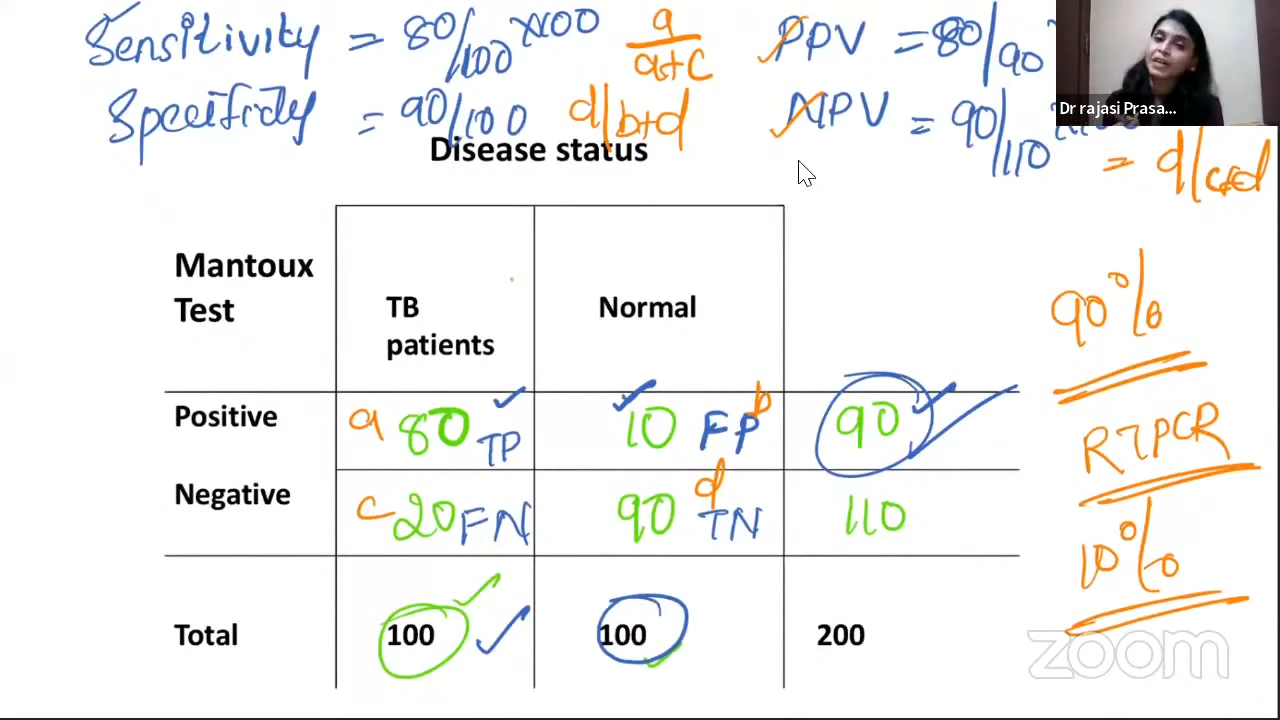 Sensitivity = 80/100 x100 a/a+c PPV = 80/90
Specificity = 90/100 d/b+d NPV = 90/110
= d/c+d
Dr rajasi Prasa...
Disease status
Mantoux Test TB patients Normal
90%
Positive a 80 TP 10 FP b 90
RTPCR
Negative c 20 FN 90 TN d 110
10%
Total 100 100 200
zoom